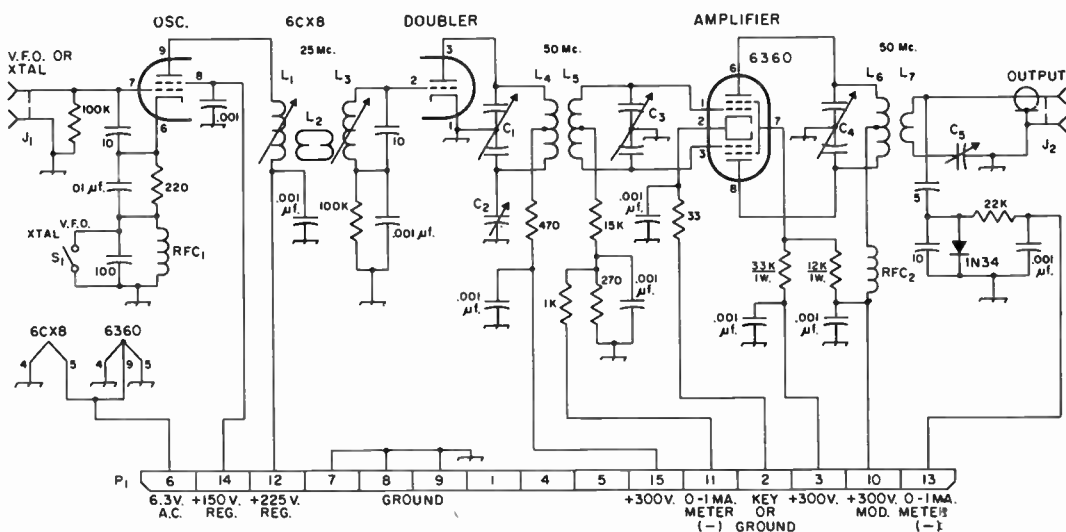 OSC.
6CX8
DOUBLER
AMPLIFIER
V.F.O. OR
XTAL
9
7
8
6
100K
J1
10
.001
.01 µf.
220
V.F.O.
XTAL
S1
100
RFC1
25 Mc.
L1
L2
L3
.001
µf.
100K
10
.001 µf.
3
2
1
50 Mc.
C1
C2
L4
L5
470
.001
µf.
C3
15K
1K
270
.001
µf.
.001
µf.
33
6360
6
1
2
3
7
8
C4
50 Mc.
L6
L7
33K
1W.
12K
1W.
.001
µf.
.001
µf.
RFC2
OUTPUT
J2
C5
5
10
22K
1N34
.001
µf.
6CX8
4
5
6360
4
9
5
P1
6
14
12
7
8
9
1
4
5
15
11
2
3
10
13
6.3V.
A.C.
+150 V.
REG.
+225V.
REG.
GROUND
+300V.
0-1MA.
METER
(-)
KEY
OR
GROUND
+300V.
+300V.
MOD.
0-1MA.
METER
(-)